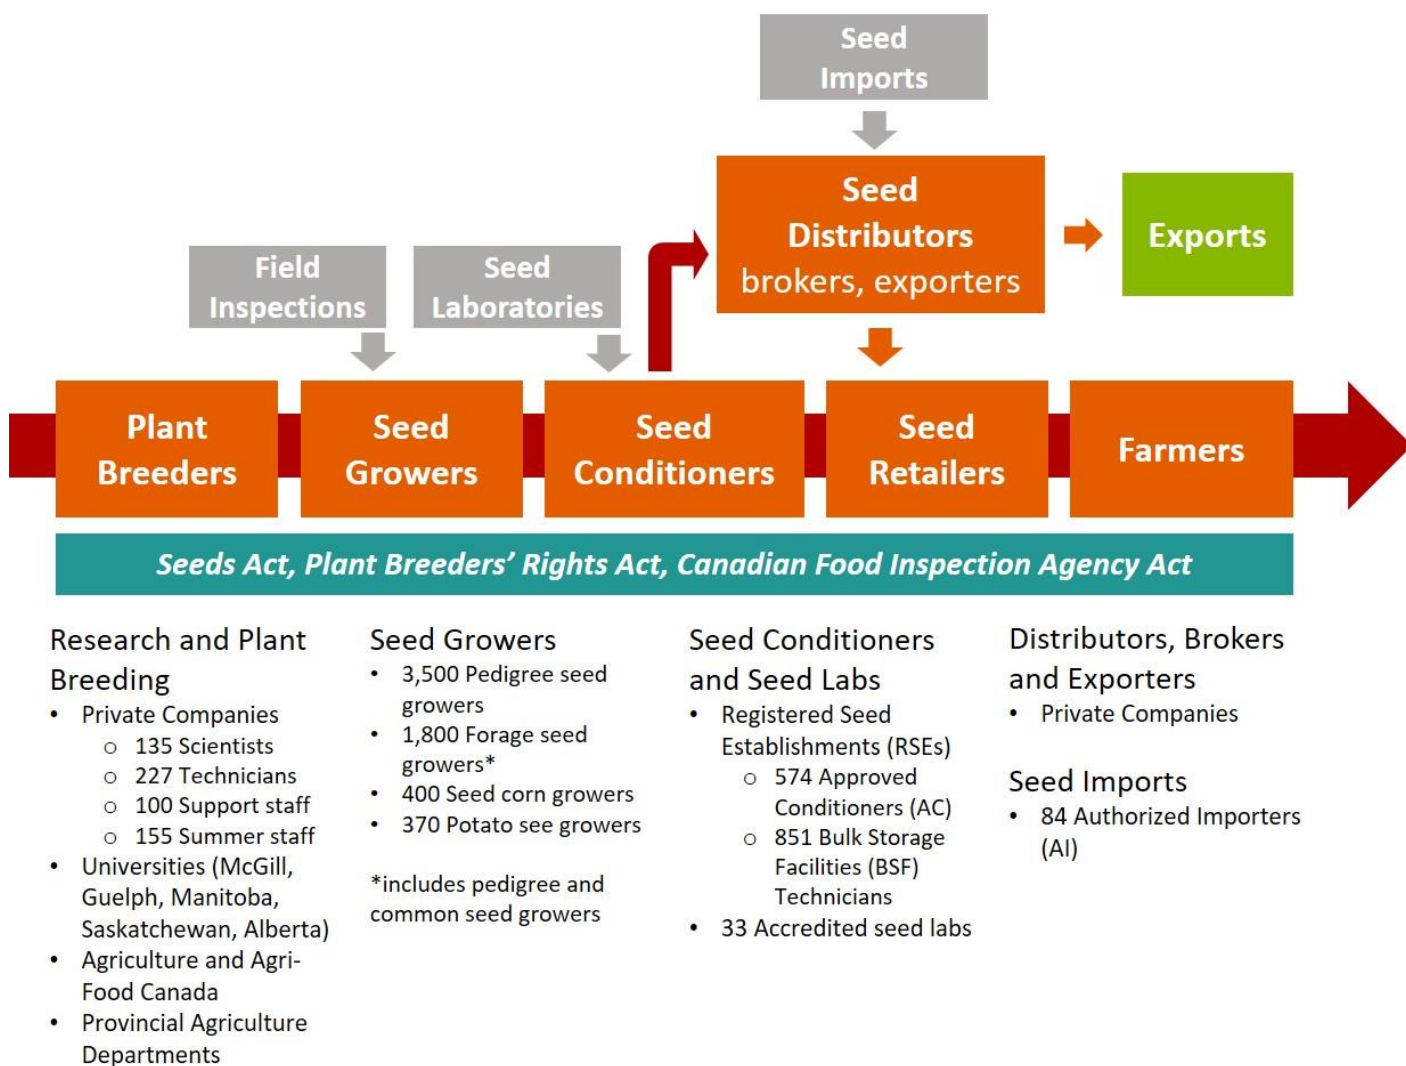 Seed
Imports
Seed
Distributors
brokers, exporters
Exports
Field
Inspections
Seed
Laboratories
Plant
Breeders
Seed
Growers
Seed
Conditioners
Seed
Retailers
Farmers
Seeds Act, Plant Breeders’ Rights Act, Canadian Food Inspection Agency Act
Research and Plant
Breeding
• Private Companies
o 135 Scientists
o 227 Technicians
o 100 Support staff
o 155 Summer staff
• Universities (McGill,
Guelph, Manitoba,
Saskatchewan, Alberta)
• Agriculture and Agri-
Food Canada
• Provincial Agriculture
Departments
Seed Growers
• 3,500 Pedigree seed
growers
• 1,800 Forage seed
growers*
• 400 Seed corn growers
• 370 Potato see growers
*includes pedigree and
common seed growers
Seed Conditioners
and Seed Labs
• Registered Seed
Establishments (RSEs)
o 574 Approved
Conditioners (AC)
o 851 Bulk Storage
Facilities (BSF)
Technicians
• 33 Accredited seed labs
Distributors, Brokers
and Exporters
• Private Companies
Seed Imports
• 84 Authorized Importers
(AI)